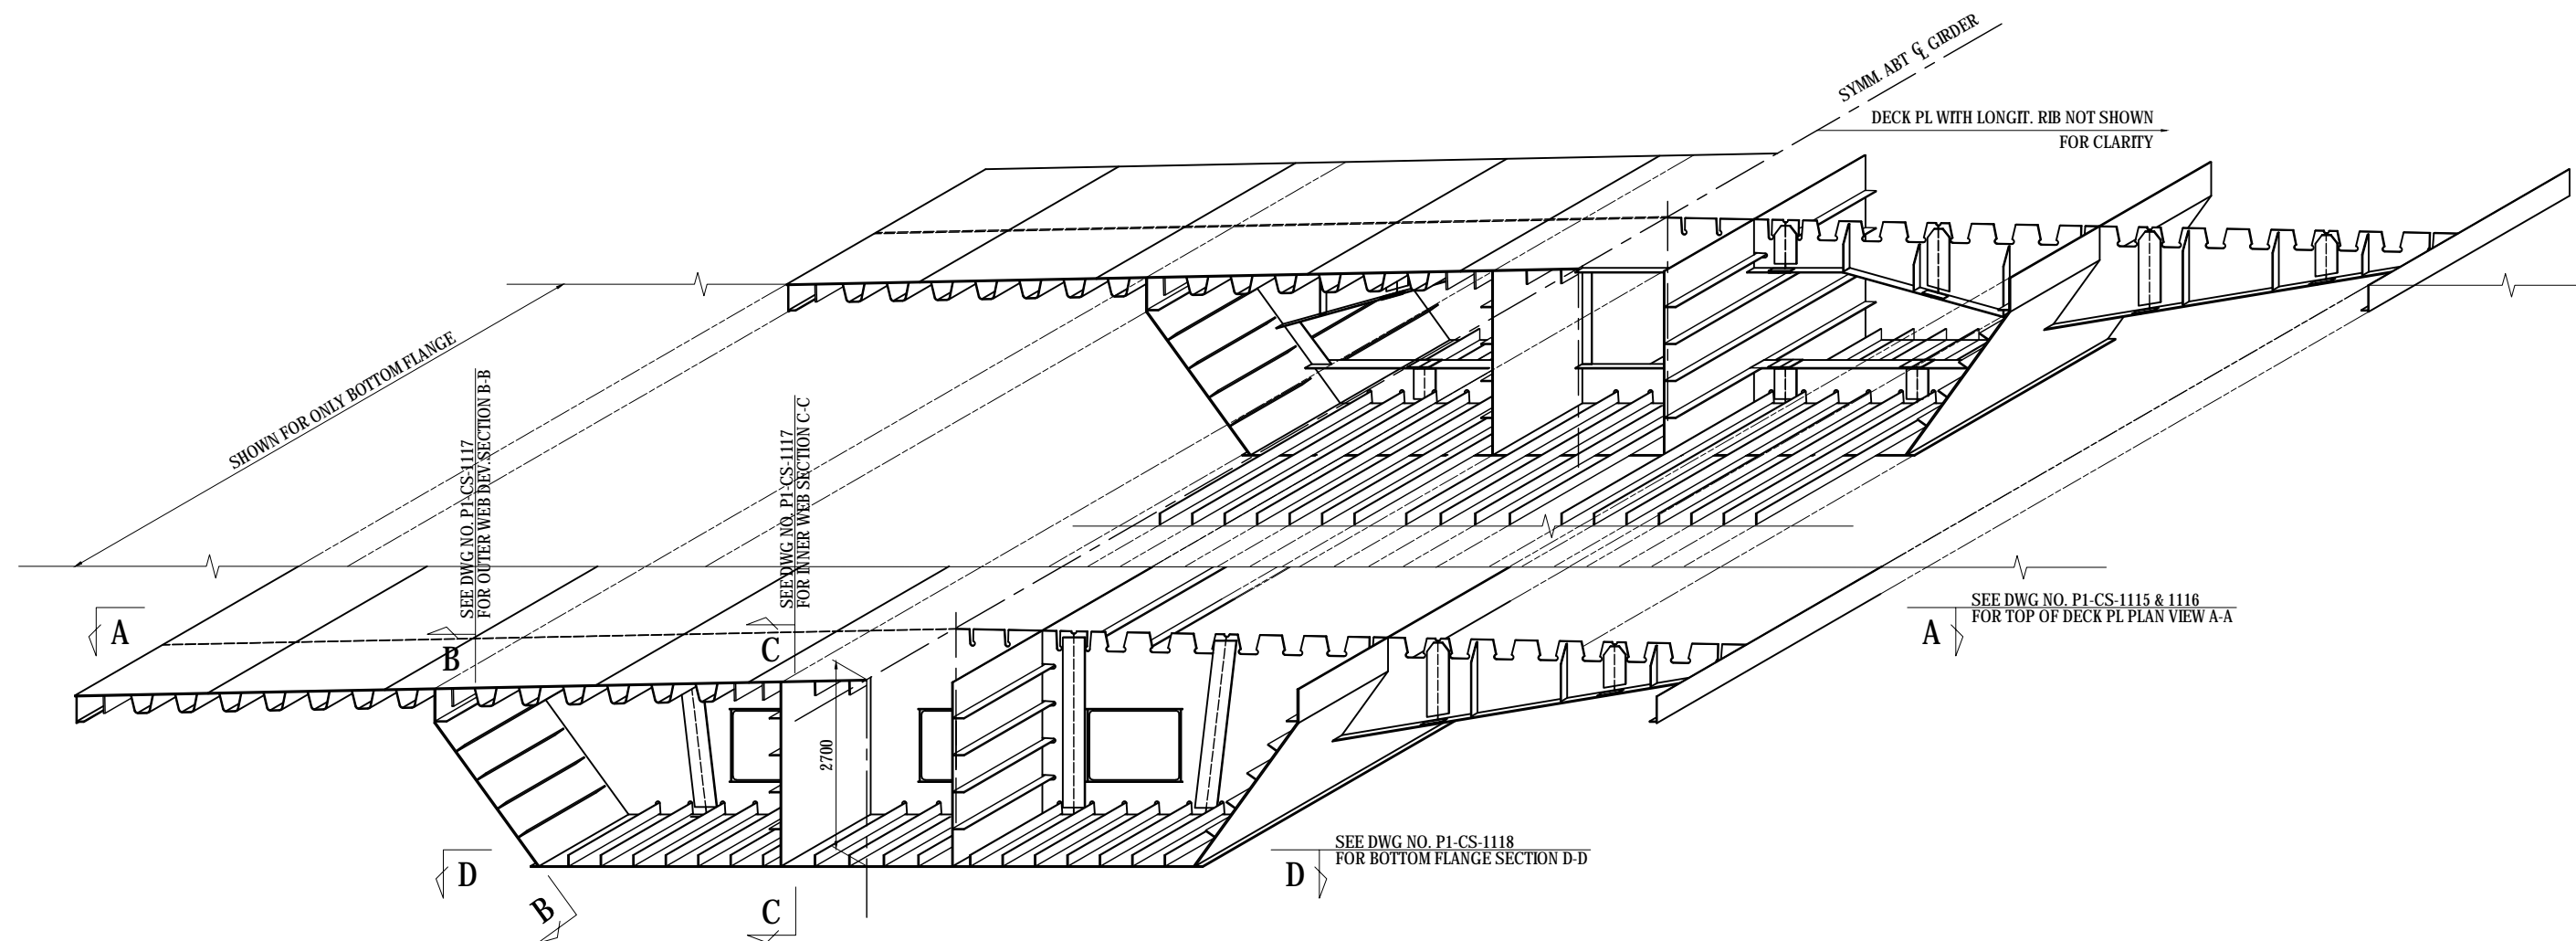 SYMM. ABT ℄ GIRDER
DECK PL WITH LONGIT. RIB NOT SHOWN
FOR CLARITY
SHOWN FOR ONLY BOTTOM FLANGE
SEE DWG NO. P1-CS-1117
FOR OUTER WEB DEV.SECTION B-B
SEE DWG NO. P1-CS-1117
FOR INNER WEB SECTION C-C
A
B
C
SEE DWG NO. P1-CS-1115 & 1116
FOR TOP OF DECK PL PLAN VIEW A-A
A
2700
SEE DWG NO. P1-CS-1118
FOR BOTTOM FLANGE SECTION D-D
D
D
B
C